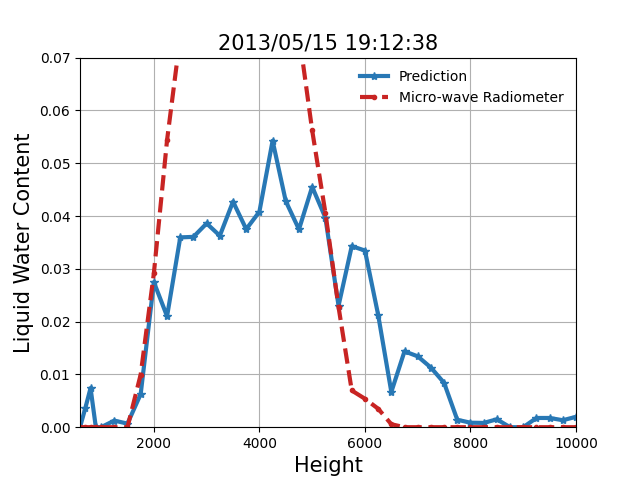 2013/05/15 19:12:38
0.07
0.06
0.05
0.04
0.03
0.02
0.01
0.00
Liquid Water Content
Prediction
Micro-wave Radiometer
2000 4000 6000 8000 10000
Height